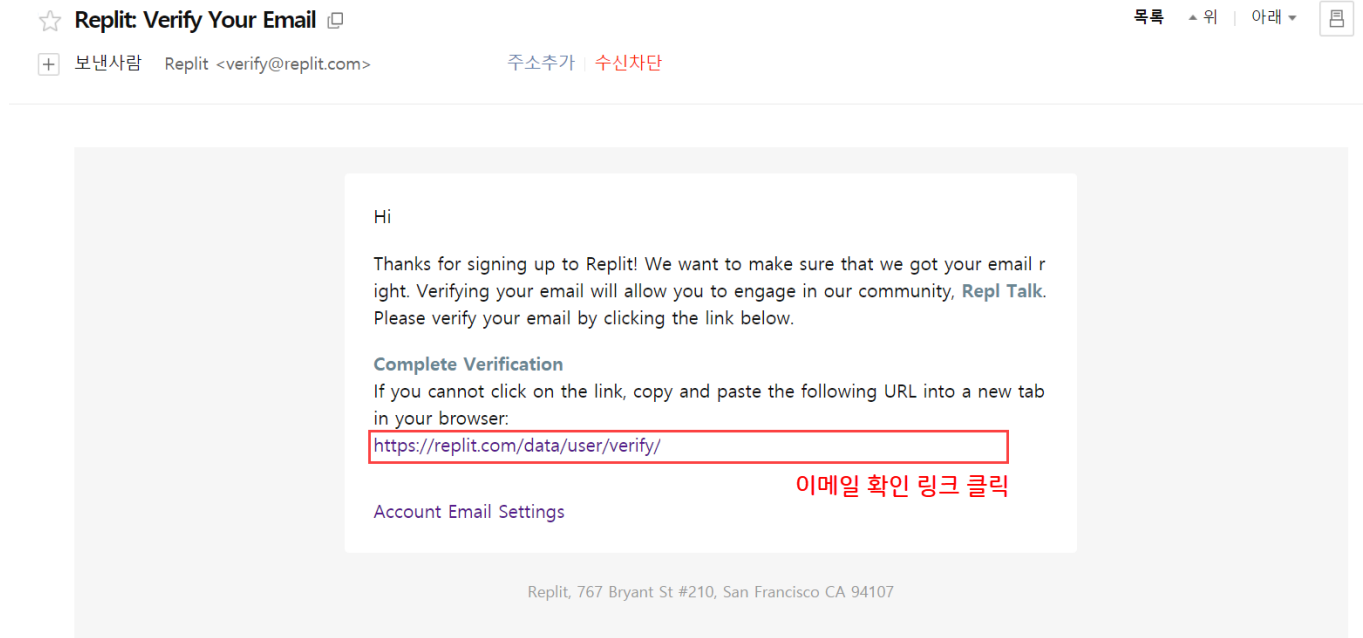 Replit: Verify Your Email
목록 위 아래
보낸사람 Replit <verify@replit.com> 주소추가 수신차단
Hi
Thanks for signing up to Replit! We want to make sure that we got your email r
ight. Verifying your email will allow you to engage in our community, Repl Talk.
Please verify your email by clicking the link below.
Complete Verification
If you cannot click on the link, copy and paste the following URL into a new tab
in your browser:
https://replit.com/data/user/verify/
이메일 확인 링크 클릭
Account Email Settings
Replit, 767 Bryant St #210, San Francisco CA 94107